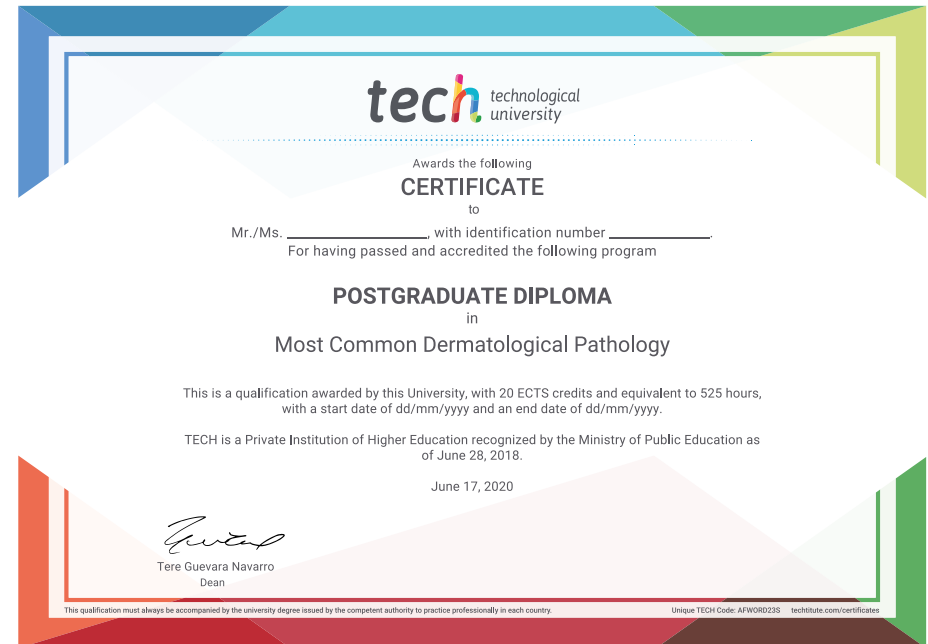 tech technological
university
Awards the following
CERTIFICATE
to
Mr./Ms. ____________________, with identification number ______________.
For having passed and accredited the following program
POSTGRADUATE DIPLOMA
in
Most Common Dermatological Pathology
This is a qualification awarded by this University, with 20 ECTS credits and equivalent to 525 hours,
with a start date of dd/mm/yyyy and an end date of dd/mm/yyyy.
TECH is a Private Institution of Higher Education recognized by the Ministry of Public Education as
of June 28, 2018.
June 17, 2020
Tere Guevara Navarro
Dean
This qualification must always be accompanied by the university degree issued by the competent authority to practice professionally in each country. Unique TECH Code: AFWORD23S techtitute.com/certificates